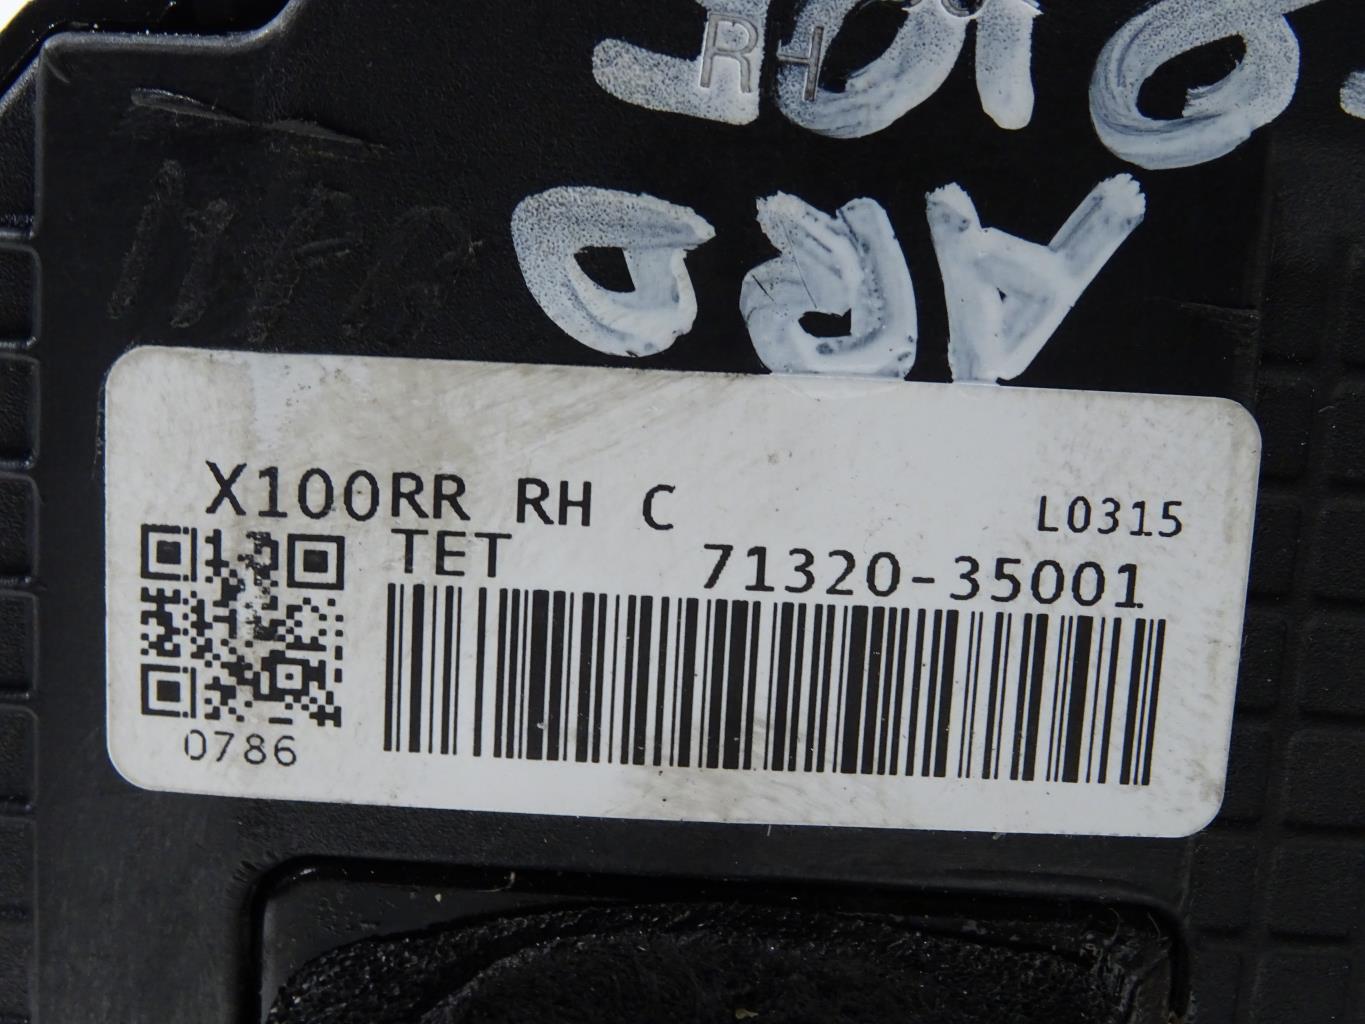 RH
X100RR RH C
L0315
TET 71320-35001
0786